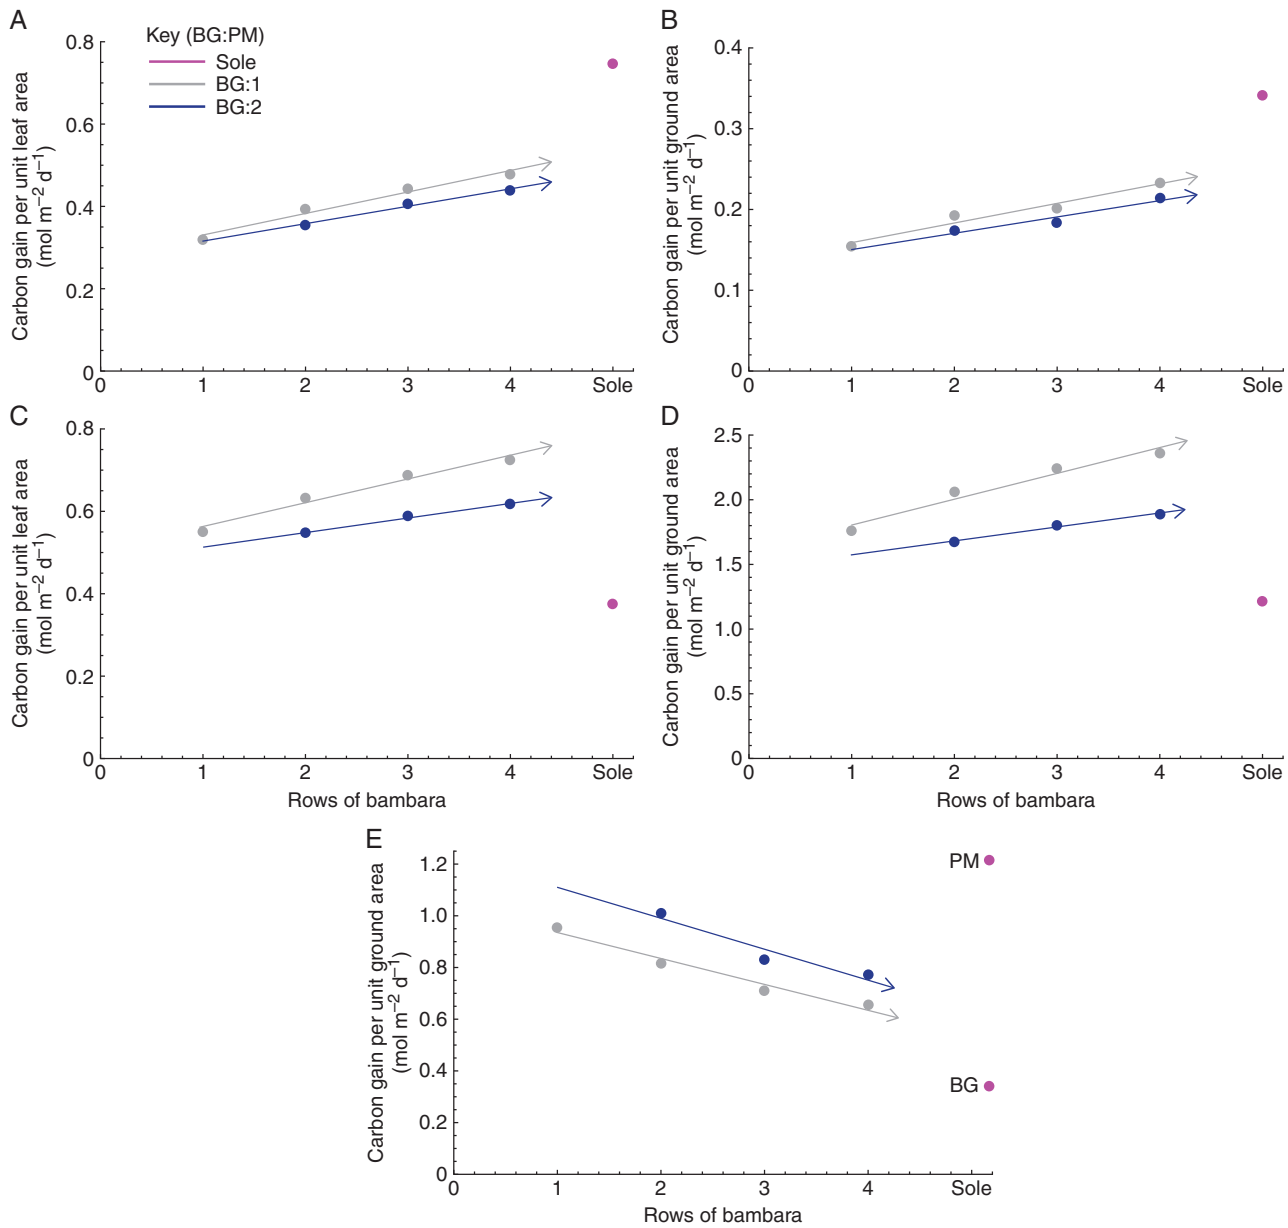 A
Key (BG:PM)
Sole
BG:1
BG:2
Carbon gain per unit leaf area
(mol m⁻² d⁻¹)
0.8
0.6
0.4
0.2
0
0 1 2 3 4 Sole
B
Carbon gain per unit ground area
(mol m⁻² d⁻¹)
0.4
0.3
0.2
0.1
0
0 1 2 3 4 Sole
C
Carbon gain per unit leaf area
(mol m⁻² d⁻¹)
0.8
0.6
0.4
0.2
0
0 1 2 3 4 Sole
Rows of bambara
D
Carbon gain per unit ground area
(mol m⁻² d⁻¹)
2.5
2.0
1.5
1.0
0.5
0
0 1 2 3 4 Sole
Rows of bambara
E
Carbon gain per unit ground area
(mol m⁻² d⁻¹)
1.2
1.0
0.8
0.6
0.4
0.2
0
PM
BG
0 1 2 3 4 Sole
Rows of bambara